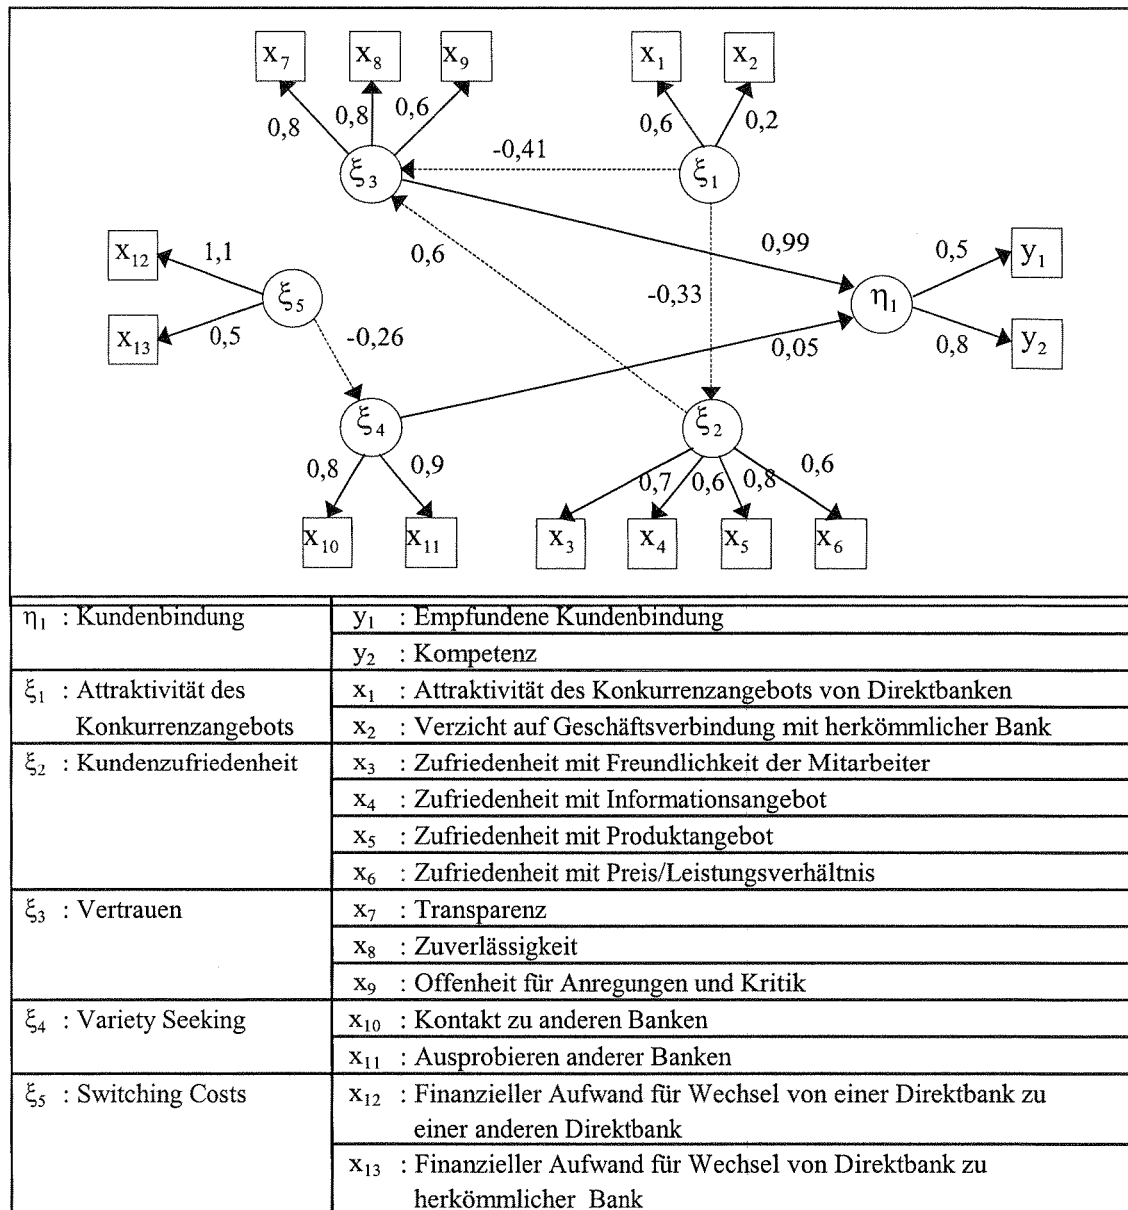 x7 x8 x9 x1 x2
0,8 0,8 0,6 0,6 0,2
-0,41
ξ3 ξ1
x12 1,1 0,6 0,99 0,5 y1
ξ5 -0,33 η1
x13 0,5 -0,26 0,05 0,8 y2
ξ4 ξ2
0,8 0,9 0,7 0,6 0,8 0,6
x10 x11 x3 x4 x5 x6
η1 : Kundenbindung
y1 : Empfundene Kundenbindung
y2 : Kompetenz
ξ1 : Attraktivität des
Konkurrenzangebots
x1 : Attraktivität des Konkurrenzangebots von Direktbanken
x2 : Verzicht auf Geschäftsverbindung mit herkömmlicher Bank
ξ2 : Kundenzufriedenheit
x3 : Zufriedenheit mit Freundlichkeit der Mitarbeiter
x4 : Zufriedenheit mit Informationsangebot
x5 : Zufriedenheit mit Produktangebot
x6 : Zufriedenheit mit Preis/Leistungsverhältnis
ξ3 : Vertrauen
x7 : Transparenz
x8 : Zuverlässigkeit
x9 : Offenheit für Anregungen und Kritik
ξ4 : Variety Seeking
x10 : Kontakt zu anderen Banken
x11 : Ausprobieren anderer Banken
ξ5 : Switching Costs
x12 : Finanzieller Aufwand für Wechsel von einer Direktbank zu
einer anderen Direktbank
x13 : Finanzieller Aufwand für Wechsel von Direktbank zu
herkömmlicher Bank